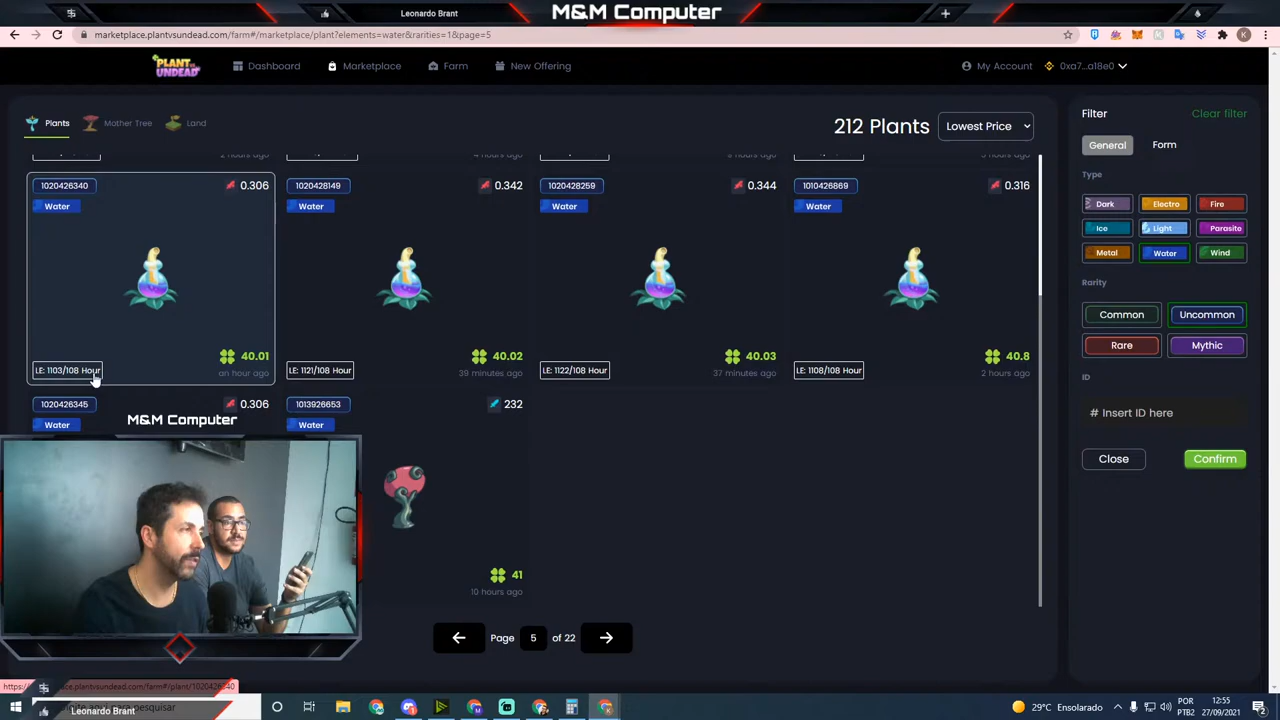 Leonardo Brant
M&M Computer
marketplace.plantvsundead.com/farm#/marketplace/plant?elements=water&rarities=1&page=5
K
PLANT
VS
UNDEAD
Dashboard
Marketplace
Farm
New Offering
My Account
0xa7...a18e0
Plants
Mother Tree
Land
212 Plants
Lowest Price
Filter
Clear filter
General
Form
Type
Dark
Electro
Fire
Ice
Light
Parasite
Metal
Water
Wind
Rarity
Common
Uncommon
Rare
Mythic
ID
# Insert ID here
Close
Confirm
1020426340
0.306
Water
LE: 1103/108 Hour
40.01
an hour ago
1020428149
0.342
Water
LE: 1121/108 Hour
40.02
39 minutes ago
1020428259
0.344
Water
LE: 1122/108 Hour
40.03
37 minutes ago
1010426869
0.316
Water
LE: 1108/108 Hour
40.8
2 hours ago
1020426345
0.306
Water
1013926653
232
Water
41
10 hours ago
M&M Computer
Page 5 of 22
Leonardo Brant
pesquisar
29°C Ensolarado
POR
PTB2
12:55
27/09/2021